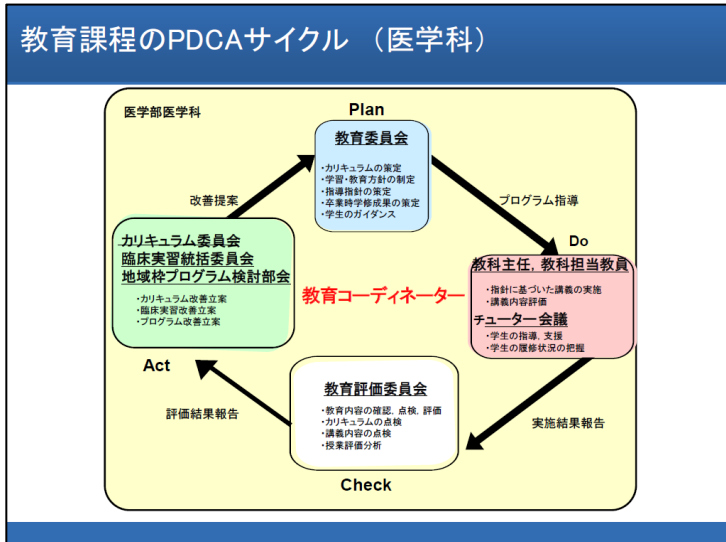 教育課程のPDCAサイクル （医学科）
医学部医学科
Plan
教育委員会
・カリキュラムの策定
・学習・教育方針の制定
・指導指針の策定
・卒業時学修成果の策定
・学生のガイダンス
改善提案
プログラム指導
Do
カリキュラム委員会
臨床実習統括委員会
地域枠プログラム検討部会
・カリキュラム改善立案
・臨床実習改善立案
・プログラム改善立案
教育コーディネーター
教科主任，教科担当教員
・指針に基づいた講義の実施
・講義内容評価
チューター会議
・学生の指導，支援
・学生の履修状況の把握
Act
教育評価委員会
・教育内容の確認，点検，評価
・カリキュラムの点検
・講義内容の点検
・授業評価分析
評価結果報告
実施結果報告
Check